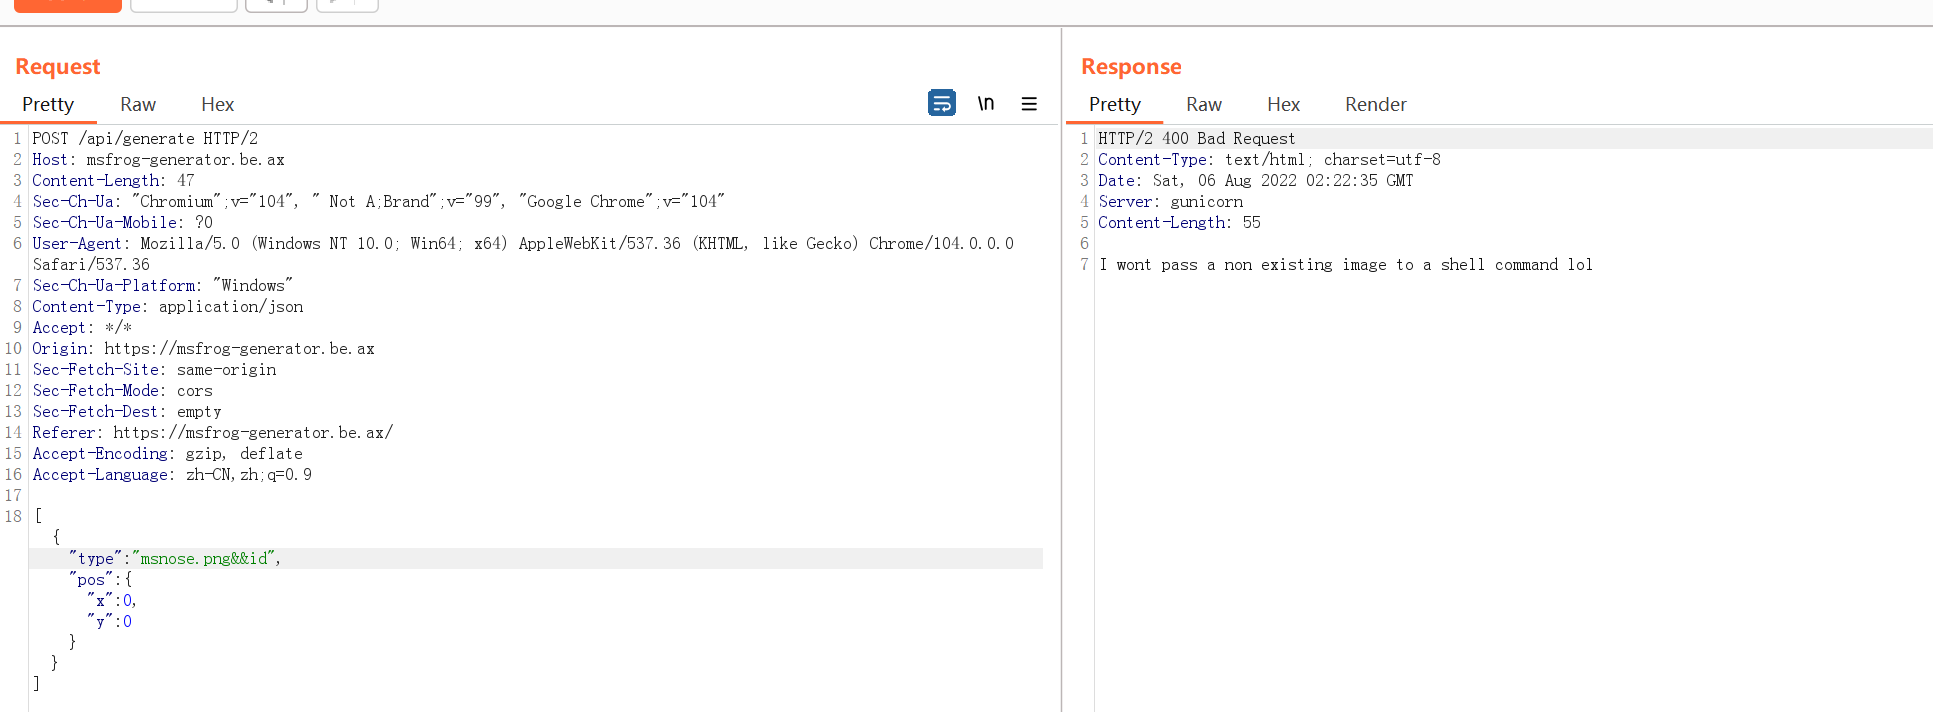 Request
Pretty Raw Hex
\n
1 POST /api/generate HTTP/2
2 Host: msfrog-generator.be.ax
3 Content-Length: 47
4 Sec-Ch-Ua: "Chromium";v="104", " Not A;Brand";v="99", "Google Chrome";v="104"
5 Sec-Ch-Ua-Mobile: ?0
6 User-Agent: Mozilla/5.0 (Windows NT 10.0; Win64; x64) AppleWebKit/537.36 (KHTML, like Gecko) Chrome/104.0.0.0
Safari/537.36
7 Sec-Ch-Ua-Platform: "Windows"
8 Content-Type: application/json
9 Accept: */*
10 Origin: https://msfrog-generator.be.ax
11 Sec-Fetch-Site: same-origin
12 Sec-Fetch-Mode: cors
13 Sec-Fetch-Dest: empty
14 Referer: https://msfrog-generator.be.ax/
15 Accept-Encoding: gzip, deflate
16 Accept-Language: zh-CN,zh;q=0.9
17
18 [
{
"type":"msnose.png&&id",
"pos":{
"x":0,
"y":0
}
}
]
Response
Pretty Raw Hex Render
1 HTTP/2 400 Bad Request
2 Content-Type: text/html; charset=utf-8
3 Date: Sat, 06 Aug 2022 02:22:35 GMT
4 Server: gunicorn
5 Content-Length: 55
6
7 I wont pass a non existing image to a shell command lol